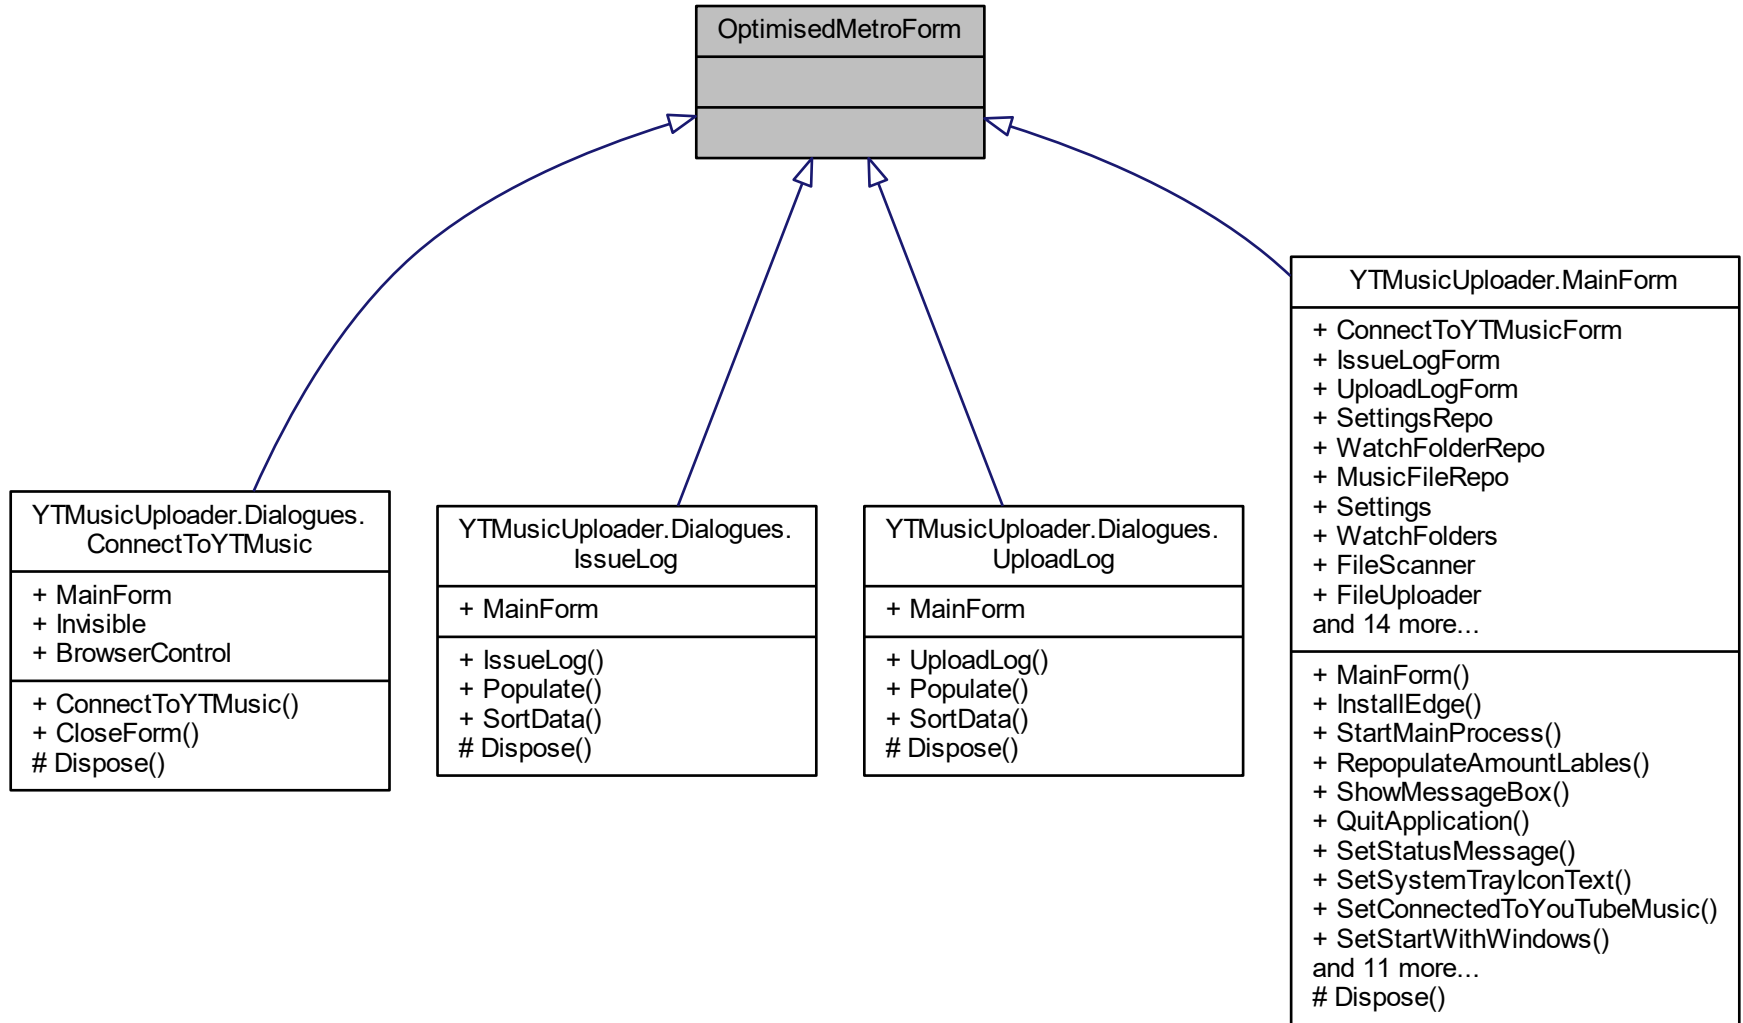 OptimisedMetroForm
YTMusicUploader.MainForm
+ ConnectToYTMusicForm
+ IssueLogForm
+ UploadLogForm
+ SettingsRepo
+ WatchFolderRepo
+ MusicFileRepo
+ Settings
+ WatchFolders
+ FileScanner
+ FileUploader
and 14 more...
+ MainForm()
+ InstallEdge()
+ StartMainProcess()
+ RepopulateAmountLables()
+ ShowMessageBox()
+ QuitApplication()
+ SetStatusMessage()
+ SetSystemTrayIconText()
+ SetConnectedToYouTubeMusic()
+ SetStartWithWindows()
and 11 more...
# Dispose()
YTMusicUploader.Dialogues.
ConnectToYTMusic
+ MainForm
+ Invisible
+ BrowserControl
+ ConnectToYTMusic()
+ CloseForm()
# Dispose()
YTMusicUploader.Dialogues.
IssueLog
+ MainForm
+ IssueLog()
+ Populate()
+ SortData()
# Dispose()
YTMusicUploader.Dialogues.
UploadLog
+ MainForm
+ UploadLog()
+ Populate()
+ SortData()
# Dispose()